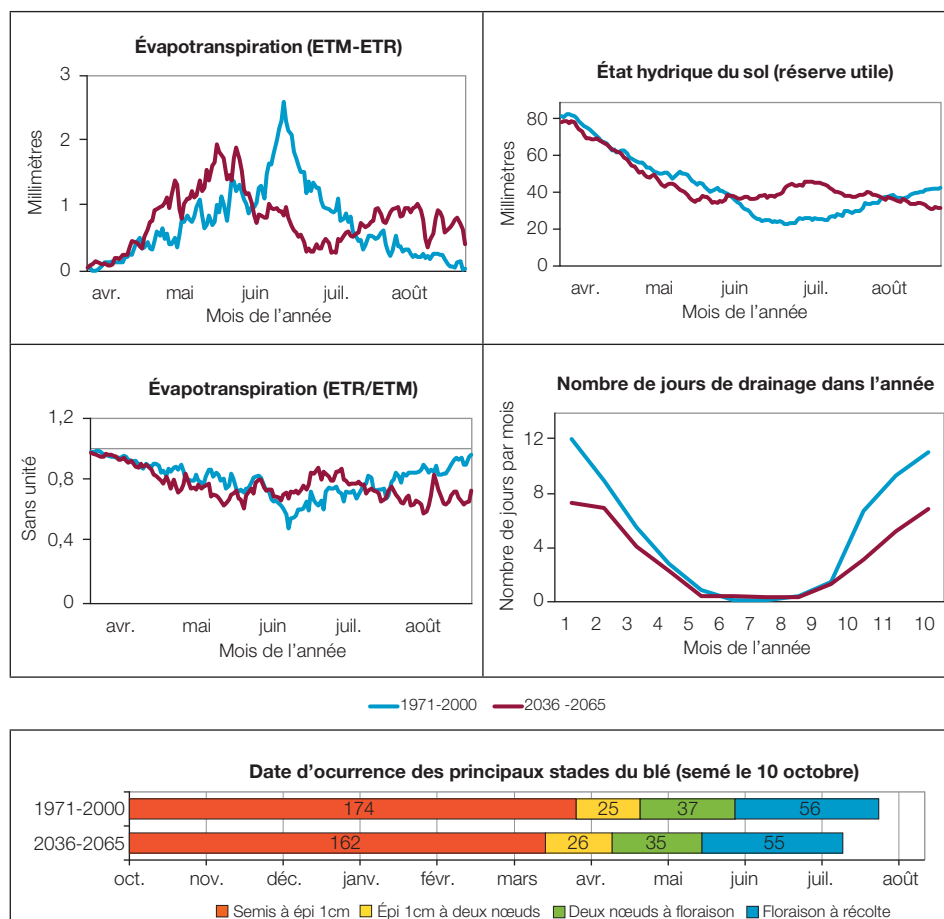 Évapotranspiration (ETM-ETR)
Millimètres
3
2
1
0
avr. mai juin juil. août
Mois de l'année
État hydrique du sol (réserve utile)
Millimètres
80
60
40
20
0
avr. mai juin juil. août
Mois de l'année
Évapotranspiration (ETR/ETM)
Sans unité
1,2
1
0,8
0,4
0
avr. mai juin juil. août
Mois de l'année
Nombre de jours de drainage dans l'année
Nombre de jours par mois
12
8
4
0
1 2 3 4 5 6 7 8 9 10 11 10
Mois de l'année
1971-2000 2036 -2065
Date d'ocurrence des principaux stades du blé (semé le 10 octobre)
1971-2000 174 25 37 56
2036-2065 162 26 35 55
oct. nov. déc. janv. févr. mars avr. mai juin juil. août
Semis à épi 1cm Épi 1cm à deux nœuds Deux nœuds à floraison Floraison à récolte